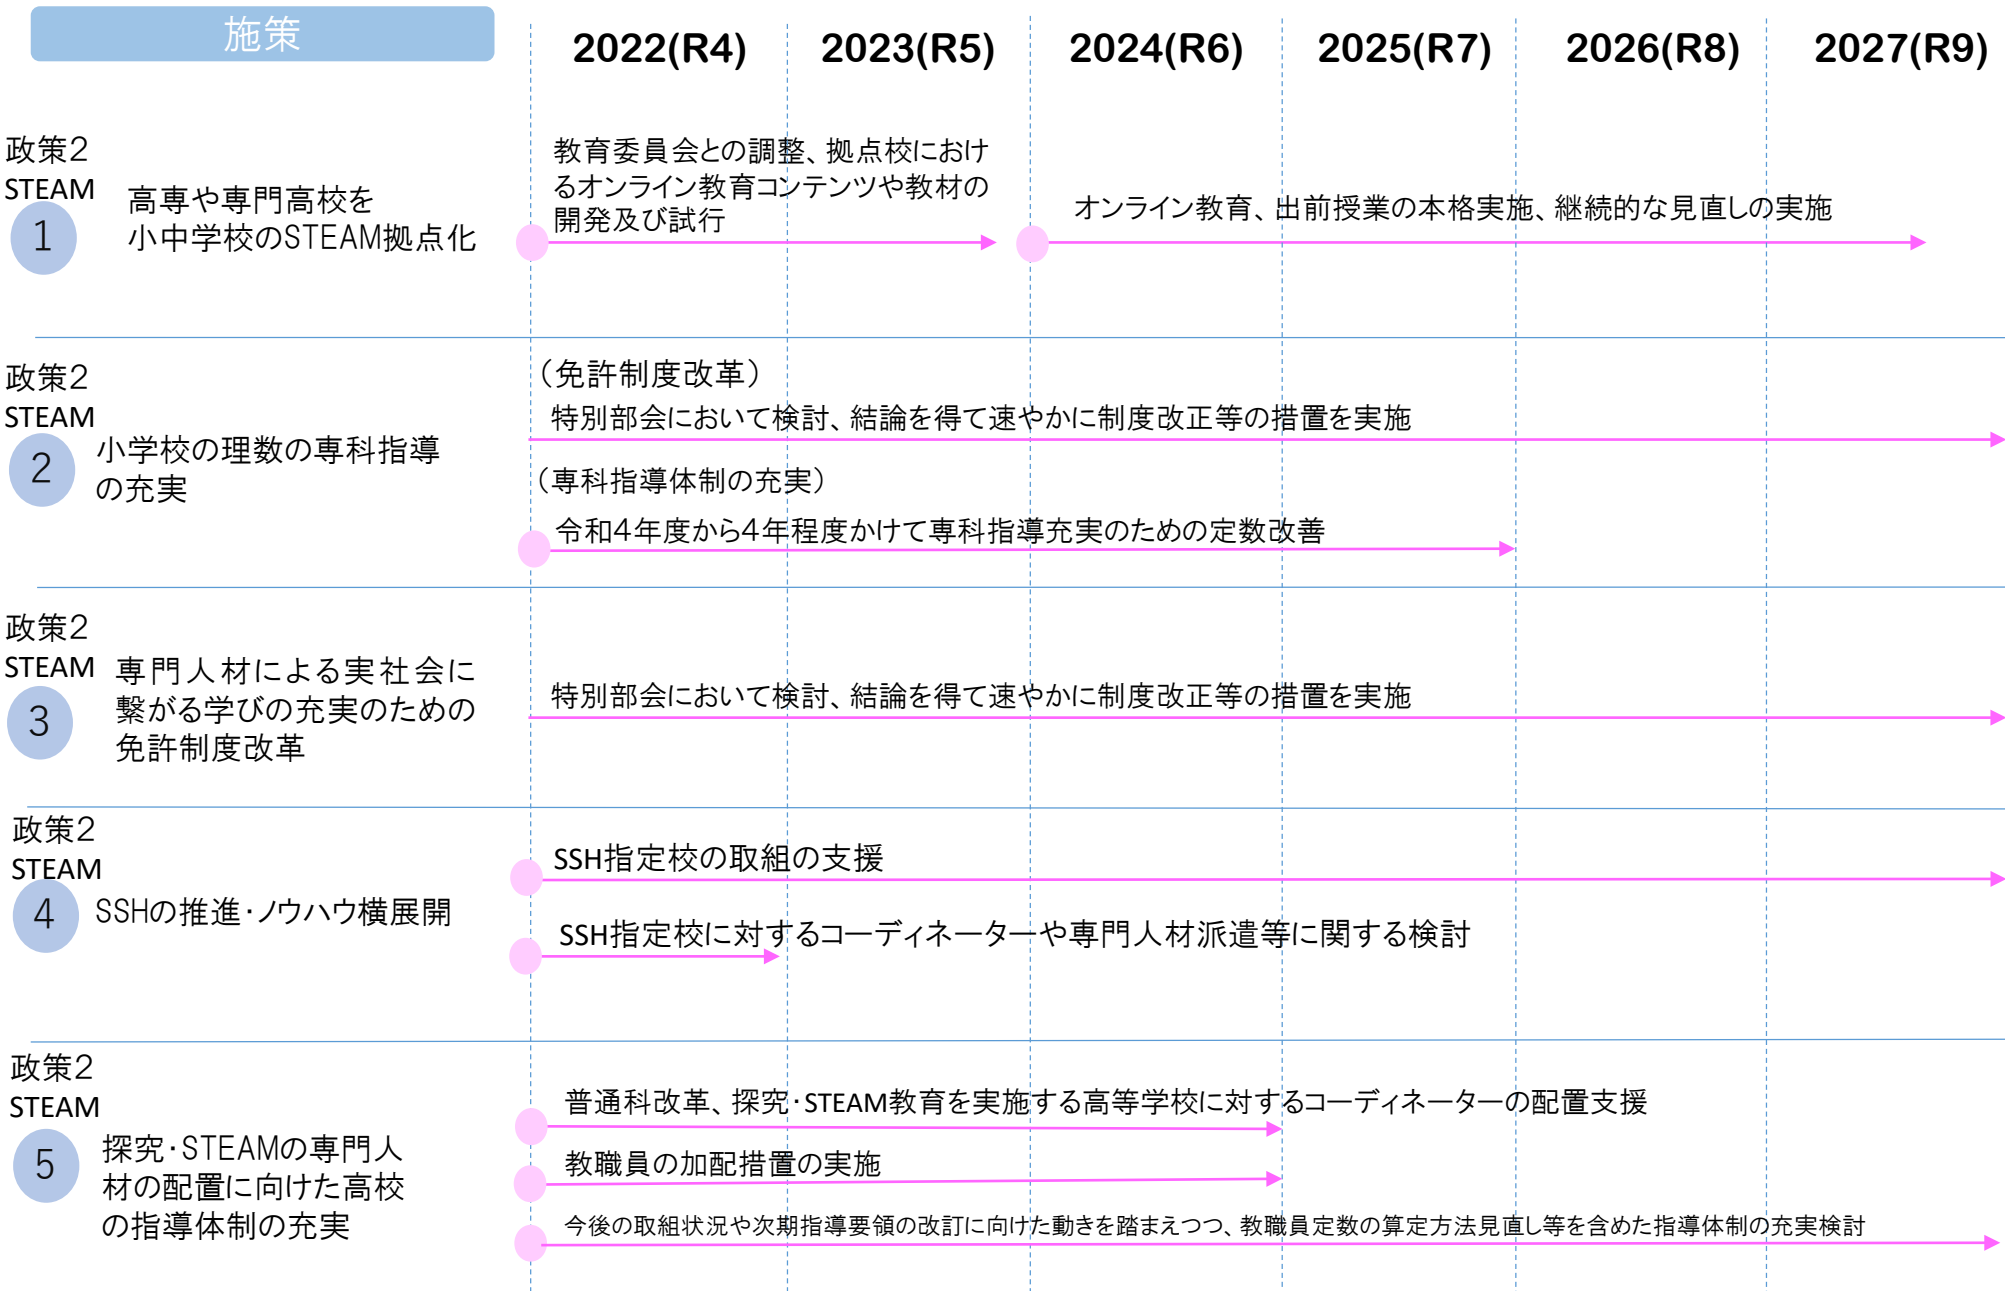 施策
2022(R4)
2023(R5)
2024(R6)
2025(R7)
2026(R8)
2027(R9)
政策2
STEAM
1
高専や専門高校を
小中学校のSTEAM拠点化
教育委員会との調整、拠点校におけ
るオンライン教育コンテンツや教材の
開発及び試行
オンライン教育、出前授業の本格実施、継続的な見直しの実施
政策2
STEAM
2
小学校の理数の専科指導
の充実
（免許制度改革）
特別部会において検討、結論を得て速やかに制度改正等の措置を実施
（専科指導体制の充実）
令和4年度から4年程度かけて専科指導充実のための定数改善
政策2
STEAM
3
専門人材による実社会に
繋がる学びの充実のための
免許制度改革
特別部会において検討、結論を得て速やかに制度改正等の措置を実施
政策2
STEAM
4
SSHの推進・ノウハウ横展開
SSH指定校の取組の支援
SSH指定校に対するコーディネーターや専門人材派遣等に関する検討
政策2
STEAM
5
探究・STEAMの専門人
材の配置に向けた高校
の指導体制の充実
普通科改革、探究・STEAM教育を実施する高等学校に対するコーディネーターの配置支援
教職員の加配措置の実施
今後の取組状況や次期指導要領の改訂に向けた動きを踏まえつつ、教職員定数の算定方法見直し等を含めた指導体制の充実検討